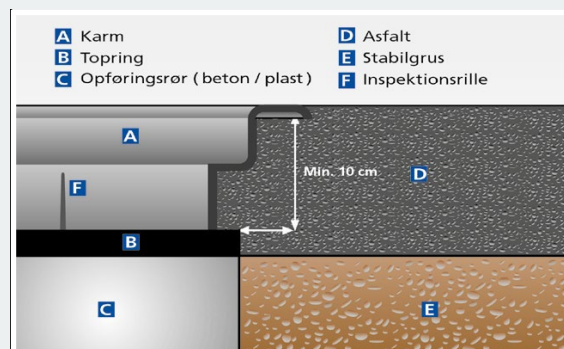 A Karm
B Topring
C Opføringsrør ( beton / plast )
D Asfalt
E Stabilgrus
F Inspektionsrille
A
F
Min. 10 cm
D
B
C
E